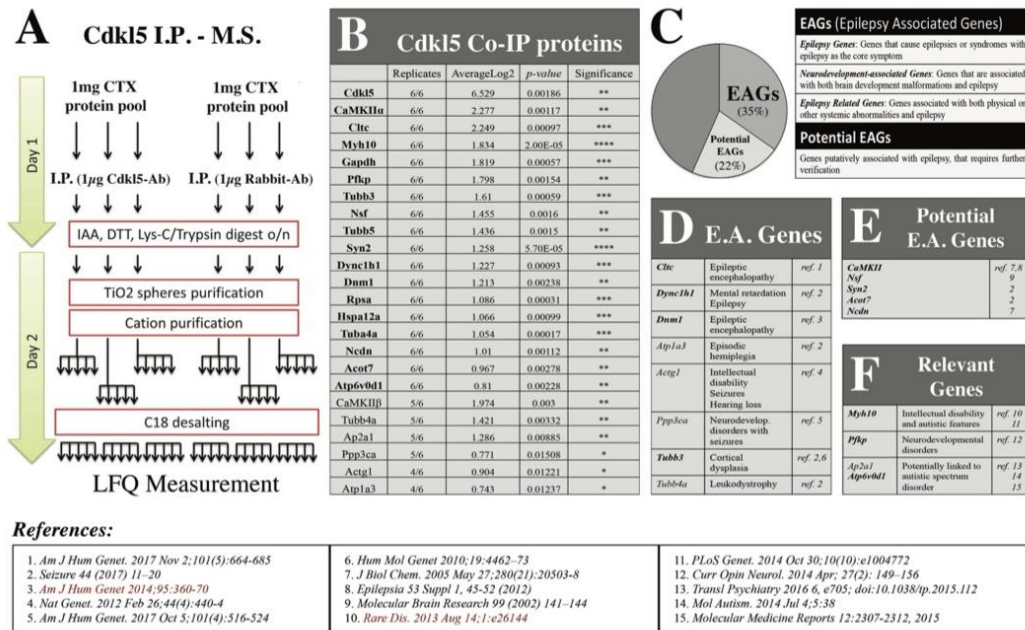 A
Cdkl5 I.P. - M.S.
Day 1
Day 2
1mg CTX
protein pool
1mg CTX
protein pool
I.P. (1µg Cdkl5-Ab)
I.P. (1µg Rabbit-Ab)
IAA, DTT, Lys-C/Trypsin digest o/n
TiO2 spheres purification
Cation purification
C18 desalting
LFQ Measurement
B Cdkl5 Co-IP proteins
Replicates AverageLog2 p-value Significance
Cdkl5 6/6 6.529 0.00186 **
CaMKIIα 6/6 2.277 0.00117 **
Cltc 6/6 2.249 0.00097 ***
Myh10 6/6 1.834 2.00E-05 ****
Gapdh 6/6 1.819 0.00057 ***
Pfkp 6/6 1.798 0.00154 **
Tubb3 6/6 1.61 0.00059 ***
Nsf 6/6 1.455 0.0016 **
Tubb5 6/6 1.436 0.0015 **
Syn2 6/6 1.258 5.70E-05 ****
Dync1h1 6/6 1.227 0.00093 ***
Dnm1 6/6 1.213 0.00238 **
Rpsa 6/6 1.086 0.00031 ***
Hspa12a 6/6 1.066 0.00099 ***
Tuba4a 6/6 1.054 0.00017 ***
Ncdn 6/6 1.01 0.00112 **
Acot7 6/6 0.967 0.00278 **
Atp6v0d1 6/6 0.81 0.00228 **
CaMKIIβ 5/6 1.974 0.003 **
Tubb4a 5/6 1.421 0.00332 **
Ap2a1 5/6 1.286 0.00885 **
Ppp3ca 5/6 0.771 0.01508 *
Actg1 4/6 0.904 0.01221 *
Atp1a3 4/6 0.743 0.01237 *
C
EAGs
(35%)
Potential
EAGs
(22%)
EAGs (Epilepsy Associated Genes)
Epilepsy Genes: Genes that cause epilepsies or syndromes with
epilepsy as the core symptom
Neurodevelopment-associated Genes: Genes that are associated
with both brain development malformations and epilepsy
Epilepsy Related Genes: Genes associated with both physical or
other systemic abnormalities and epilepsy
Potential EAGs
Genes putatively associated with epilepsy, that requires further
verification
D E.A. Genes
Cltc Epileptic ref. 1
encephalopathy
Dync1h1 Mental retardation ref. 2
Epilepsy
Dnm1 Epileptic ref. 3
encephalopathy
Atp1a3 Episodic ref. 2
hemiplegia
Actg1 Intellectual ref. 4
disability
Seizures
Hearing loss
Ppp3ca Neurodevelop. ref. 5
disorders with
seizures
Tubb3 Cortical ref. 2,6
dysplasia
Tubb4a Leukodystrophy ref. 2
E Potential
E.A. Genes
CaMKII ref. 7,8
Nsf 9
Syn2 2
Acot7 2
Ncdn 7
F Relevant
Genes
Myh10 Intellectual disability ref. 10
and autistic features 11
Pfkp Neurodevelopmental ref. 12
disorders
Ap2a1 Potentially linked to ref. 13
Atp6v0d1 autistic spectrum 14
disorder 15
References:
1. Am J Hum Genet. 2017 Nov 2;101(5):664-685
2. Seizure 44 (2017) 11–20
3. Am J Hum Genet 2014;95:360-70
4. Nat Genet. 2012 Feb 26;44(4):440-4
5. Am J Hum Genet. 2017 Oct 5;101(4):516-524
6. Hum Mol Genet 2010;19:4462–73
7. J Biol Chem. 2005 May 27;280(21):20503-8
8. Epilepsia 53 Suppl 1, 45-52 (2012)
9. Molecular Brain Research 99 (2002) 141–144
10. Rare Dis. 2013 Aug 14;1:e26144
11. PLoS Genet. 2014 Oct 30;10(10):e1004772
12. Curr Opin Neurol. 2014 Apr; 27(2): 149–156
13. Transl Psychiatry 2016 6, e705; doi:10.1038/tp.2015.112
14. Mol Autism. 2014 Jul 4;5:38
15. Molecular Medicine Reports 12:2307-2312, 2015